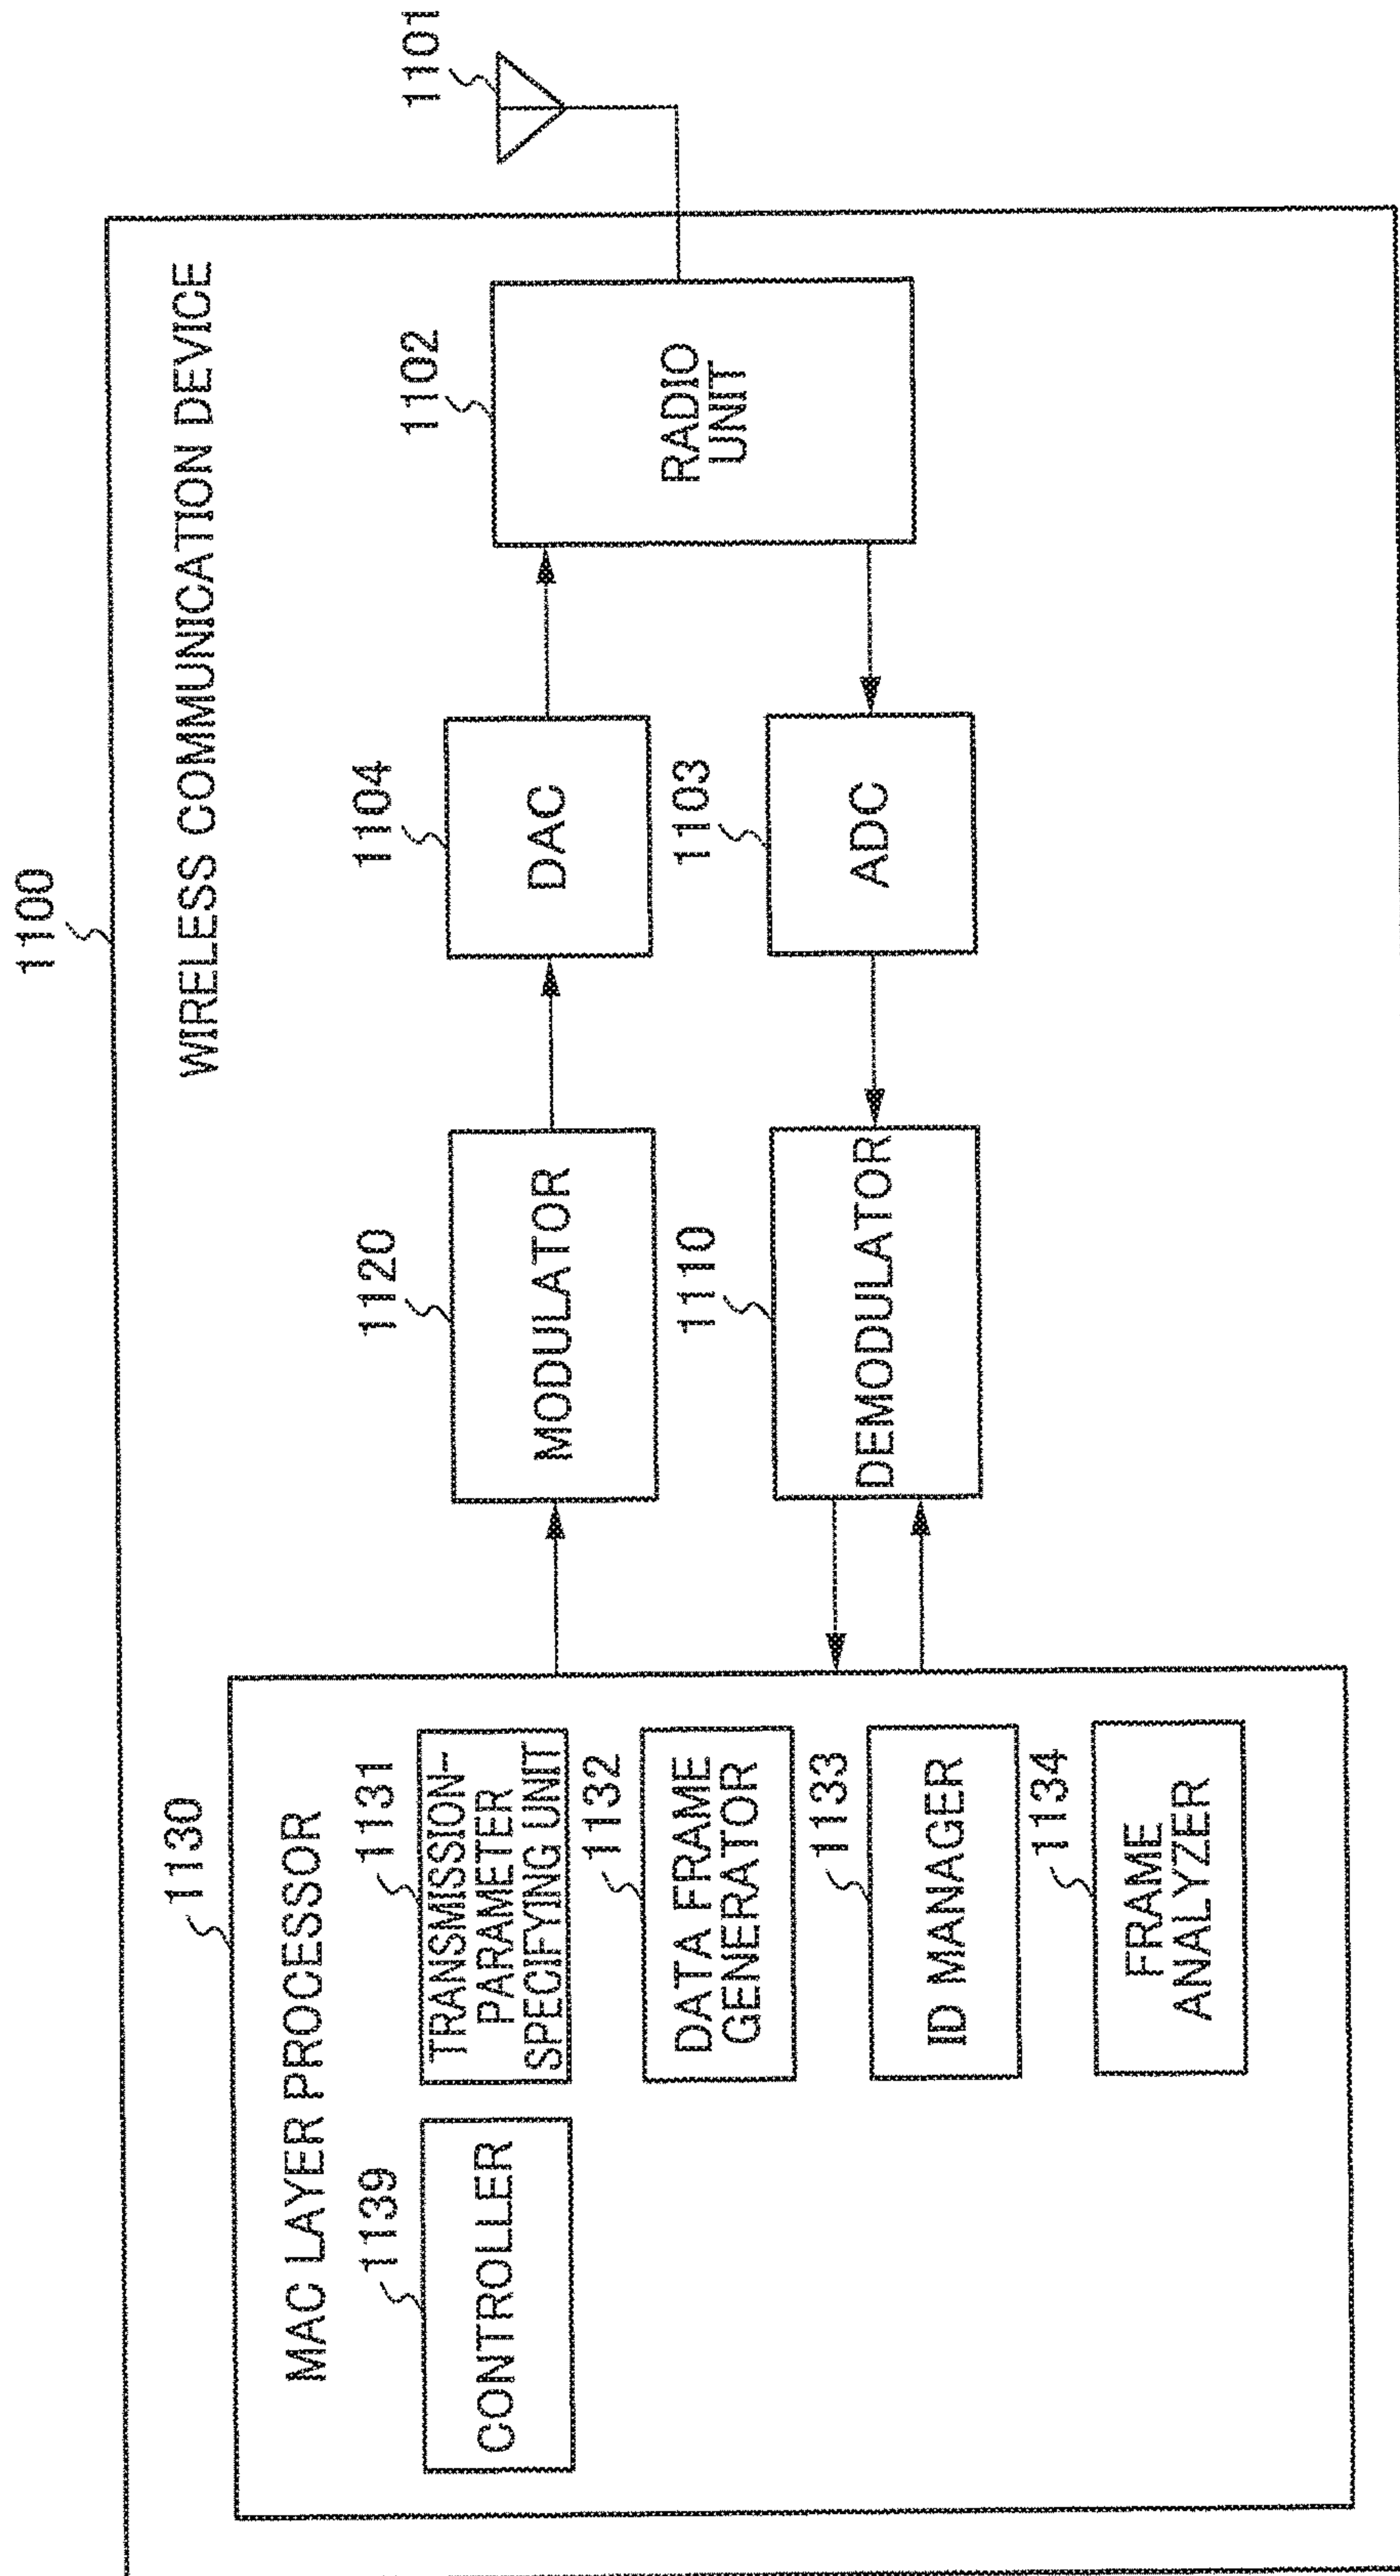 1100
WIRELESS COMMUNICATION DEVICE
1130
MAC LAYER PROCESSOR
1139
CONTROLLER
1131
TRANSMISSION-
PARAMETER
SPECIFYING UNIT
1132
DATA FRAME
GENERATOR
1133
ID MANAGER
1134
FRAME
ANALYZER
1120
MODULATOR
1110
DEMODULATOR
1104
DAC
1103
ADC
1102
RADIO
UNIT
1101